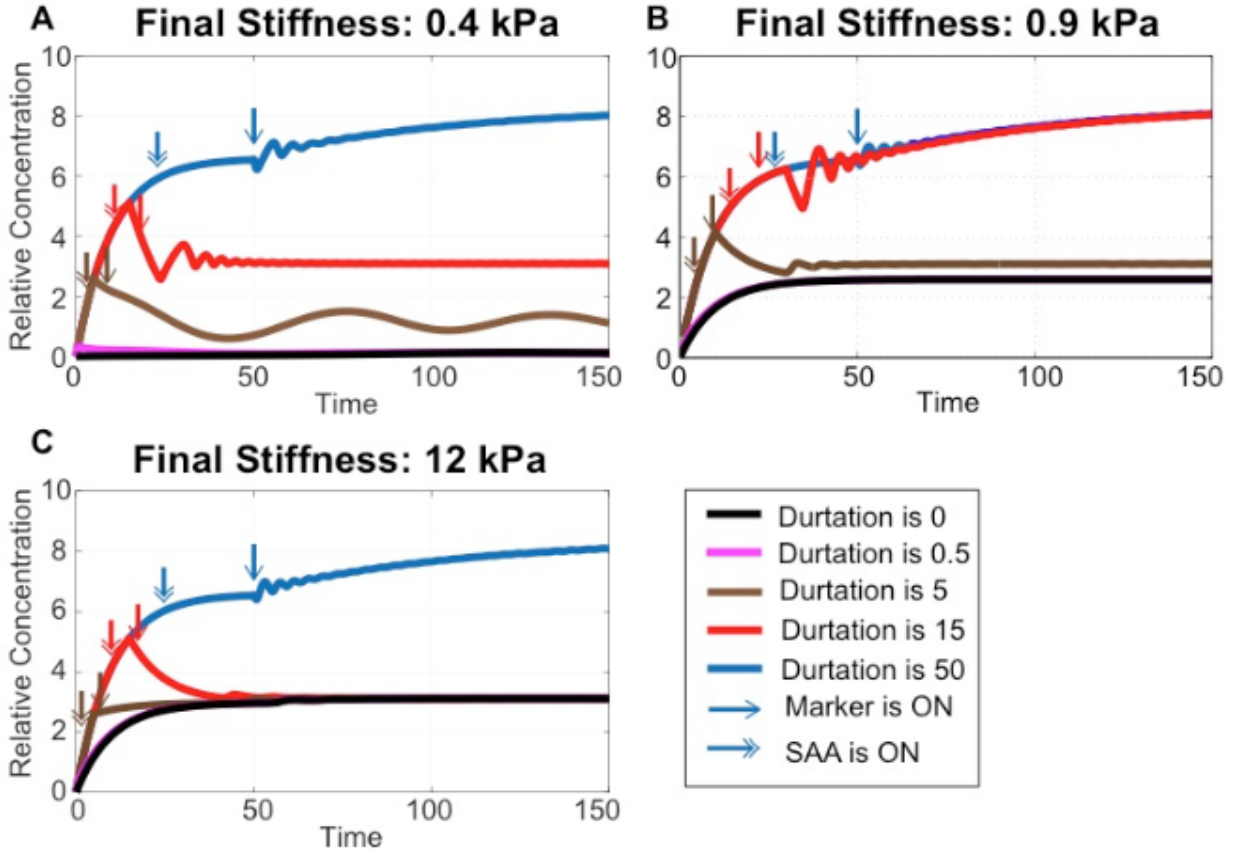 A
Final Stiffness: 0.4 kPa
Relative Concentration
10
8
6
4
2
0
0
50
100
150
Time
B
Final Stiffness: 0.9 kPa
10
8
6
4
2
0
0
50
100
150
Time
C
Final Stiffness: 12 kPa
Relative Concentration
10
8
6
4
2
0
0
50
100
150
Time
Durtation is 0
Durtation is 0.5
Durtation is 5
Durtation is 15
Durtation is 50
Marker is ON
SAA is ON